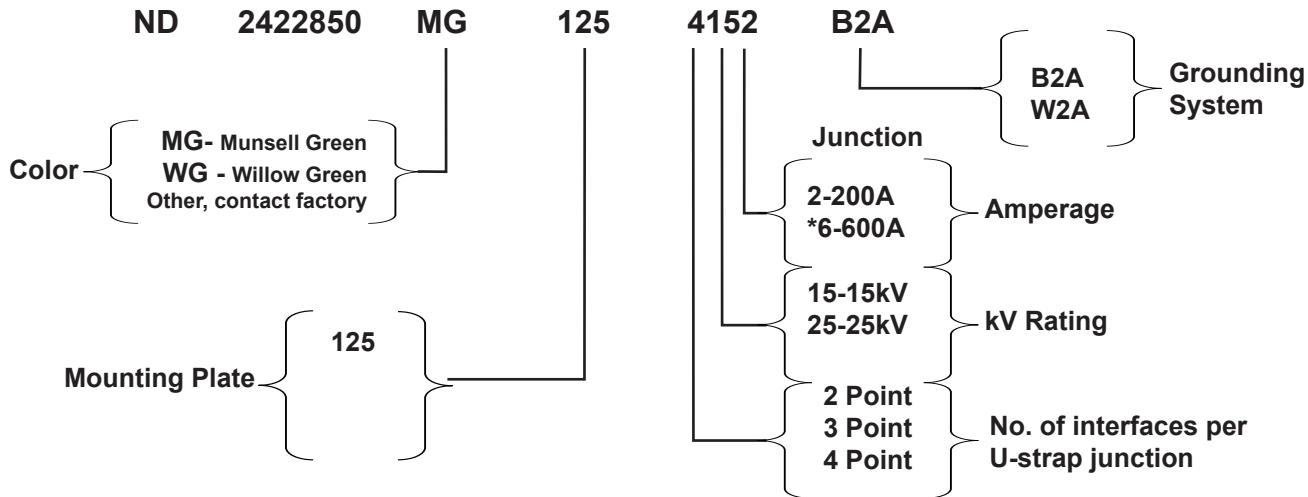 ND 2422850 MG 125 4152 B2A
Color
MG- Munsell Green
WG - Willow Green
Other, contact factory
Mounting Plate
125
B2A
W2A
Grounding
System
Junction
2-200A
*6-600A
Amperage
15-15kV
25-25kV
kV Rating
2 Point
3 Point
4 Point
No. of interfaces per
U-strap junction